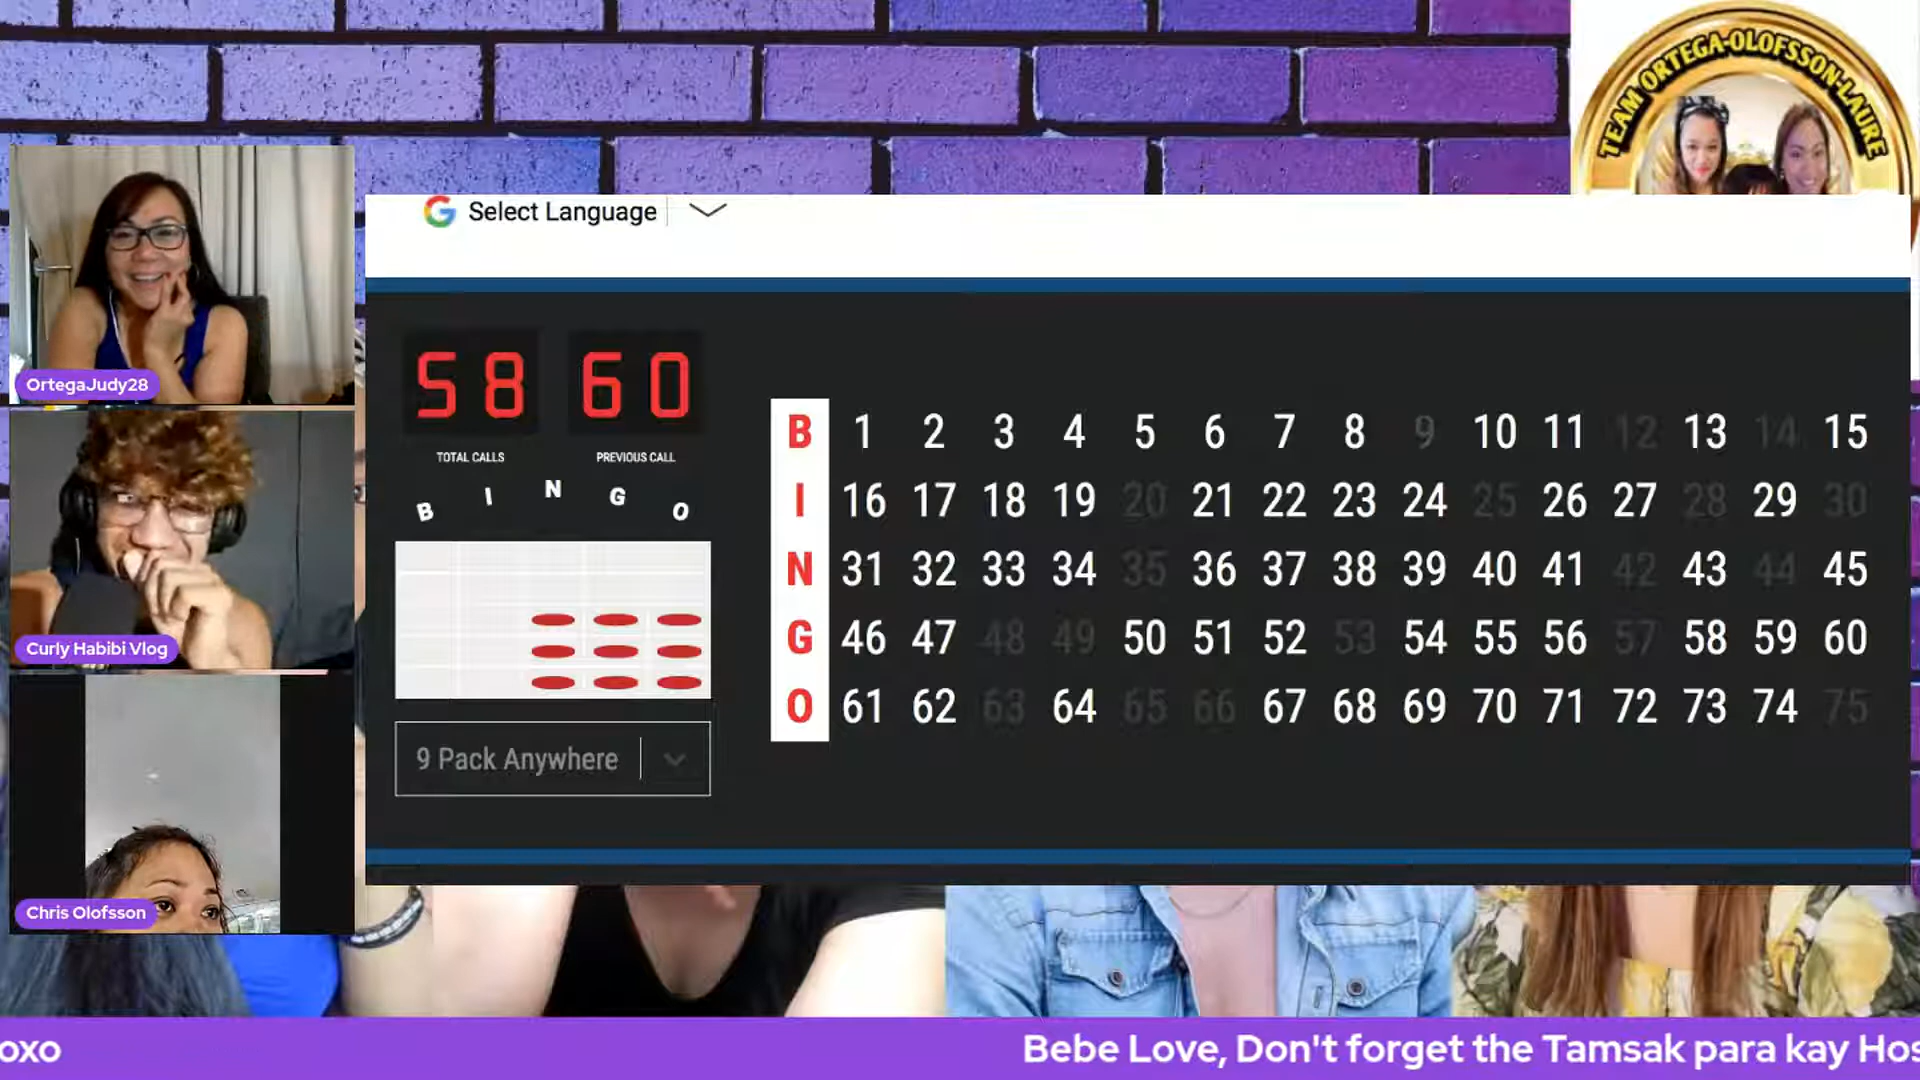 TEAM ORTEGA-OLOFSSON-LAURE
Select Language
OrtegaJudy28
58 60
TOTAL CALLS PREVIOUS CALL
B I N G O
B 1 2 3 4 5 6 7 8 9 10 11 12 13 14 15
I 16 17 18 19 20 21 22 23 24 25 26 27 28 29 30
N 31 32 33 34 35 36 37 38 39 40 41 42 43 44 45
G 46 47 48 49 50 51 52 53 54 55 56 57 58 59 60
O 61 62 63 64 65 66 67 68 69 70 71 72 73 74 75
Curly Habibi Vlog
9 Pack Anywhere
Chris Olofsson
oxo Bebe Love, Don't forget the Tamsak para kay Hos